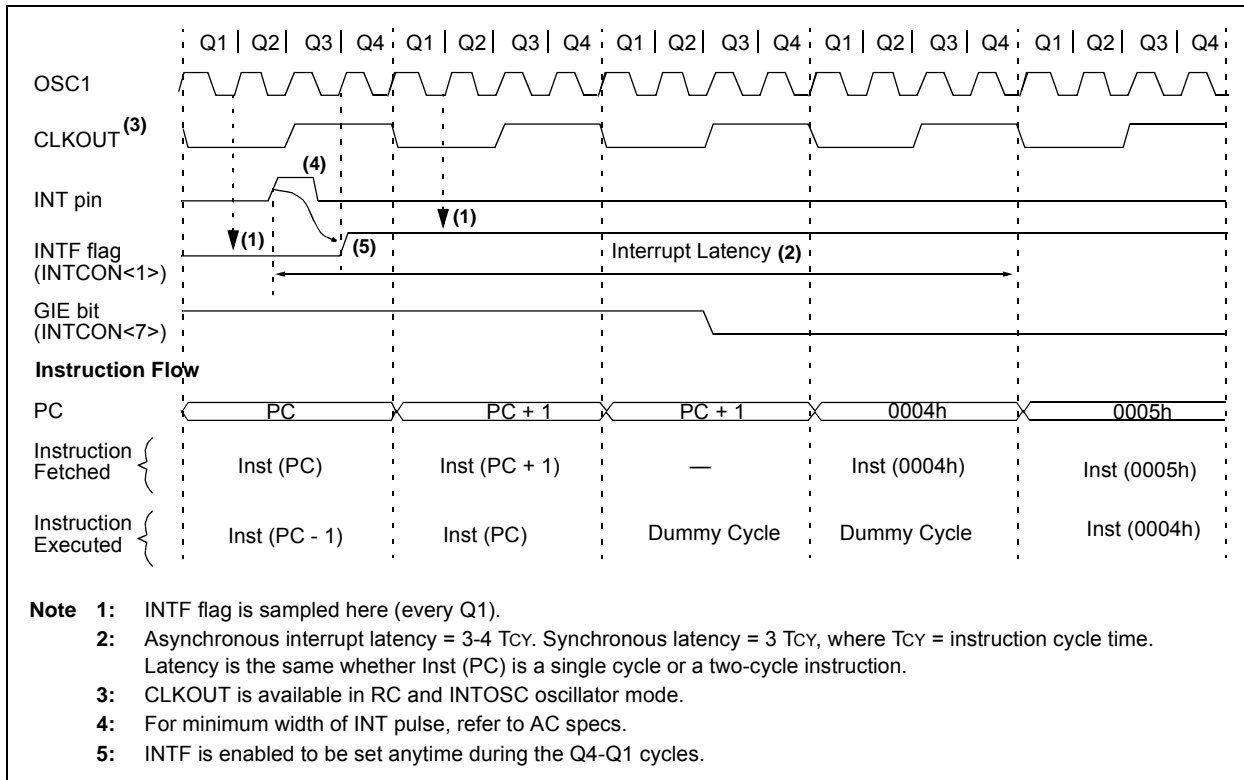 Q1 Q2 Q3 Q4 Q1 Q2 Q3 Q4 Q1 Q2 Q3 Q4 Q1 Q2 Q3 Q4 Q1 Q2 Q3 Q4
OSC1
CLKOUT(3)
(4)
INT pin
(1) (1)
INTF flag
(INTCON<1>)
(5)
Interrupt Latency (2)
GIE bit
(INTCON<7>)
Instruction Flow
PC PC PC + 1 PC + 1 0004h 0005h
Instruction
Fetched
Inst (PC) Inst (PC + 1) — Inst (0004h) Inst (0005h)
Instruction
Executed
Inst (PC - 1) Inst (PC) Dummy Cycle Dummy Cycle Inst (0004h)
Note 1: INTF flag is sampled here (every Q1).
2: Asynchronous interrupt latency = 3-4 TCY. Synchronous latency = 3 TCY, where TCY = instruction cycle time.
Latency is the same whether Inst (PC) is a single cycle or a two-cycle instruction.
3: CLKOUT is available in RC and INTOSC oscillator mode.
4: For minimum width of INT pulse, refer to AC specs.
5: INTF is enabled to be set anytime during the Q4-Q1 cycles.